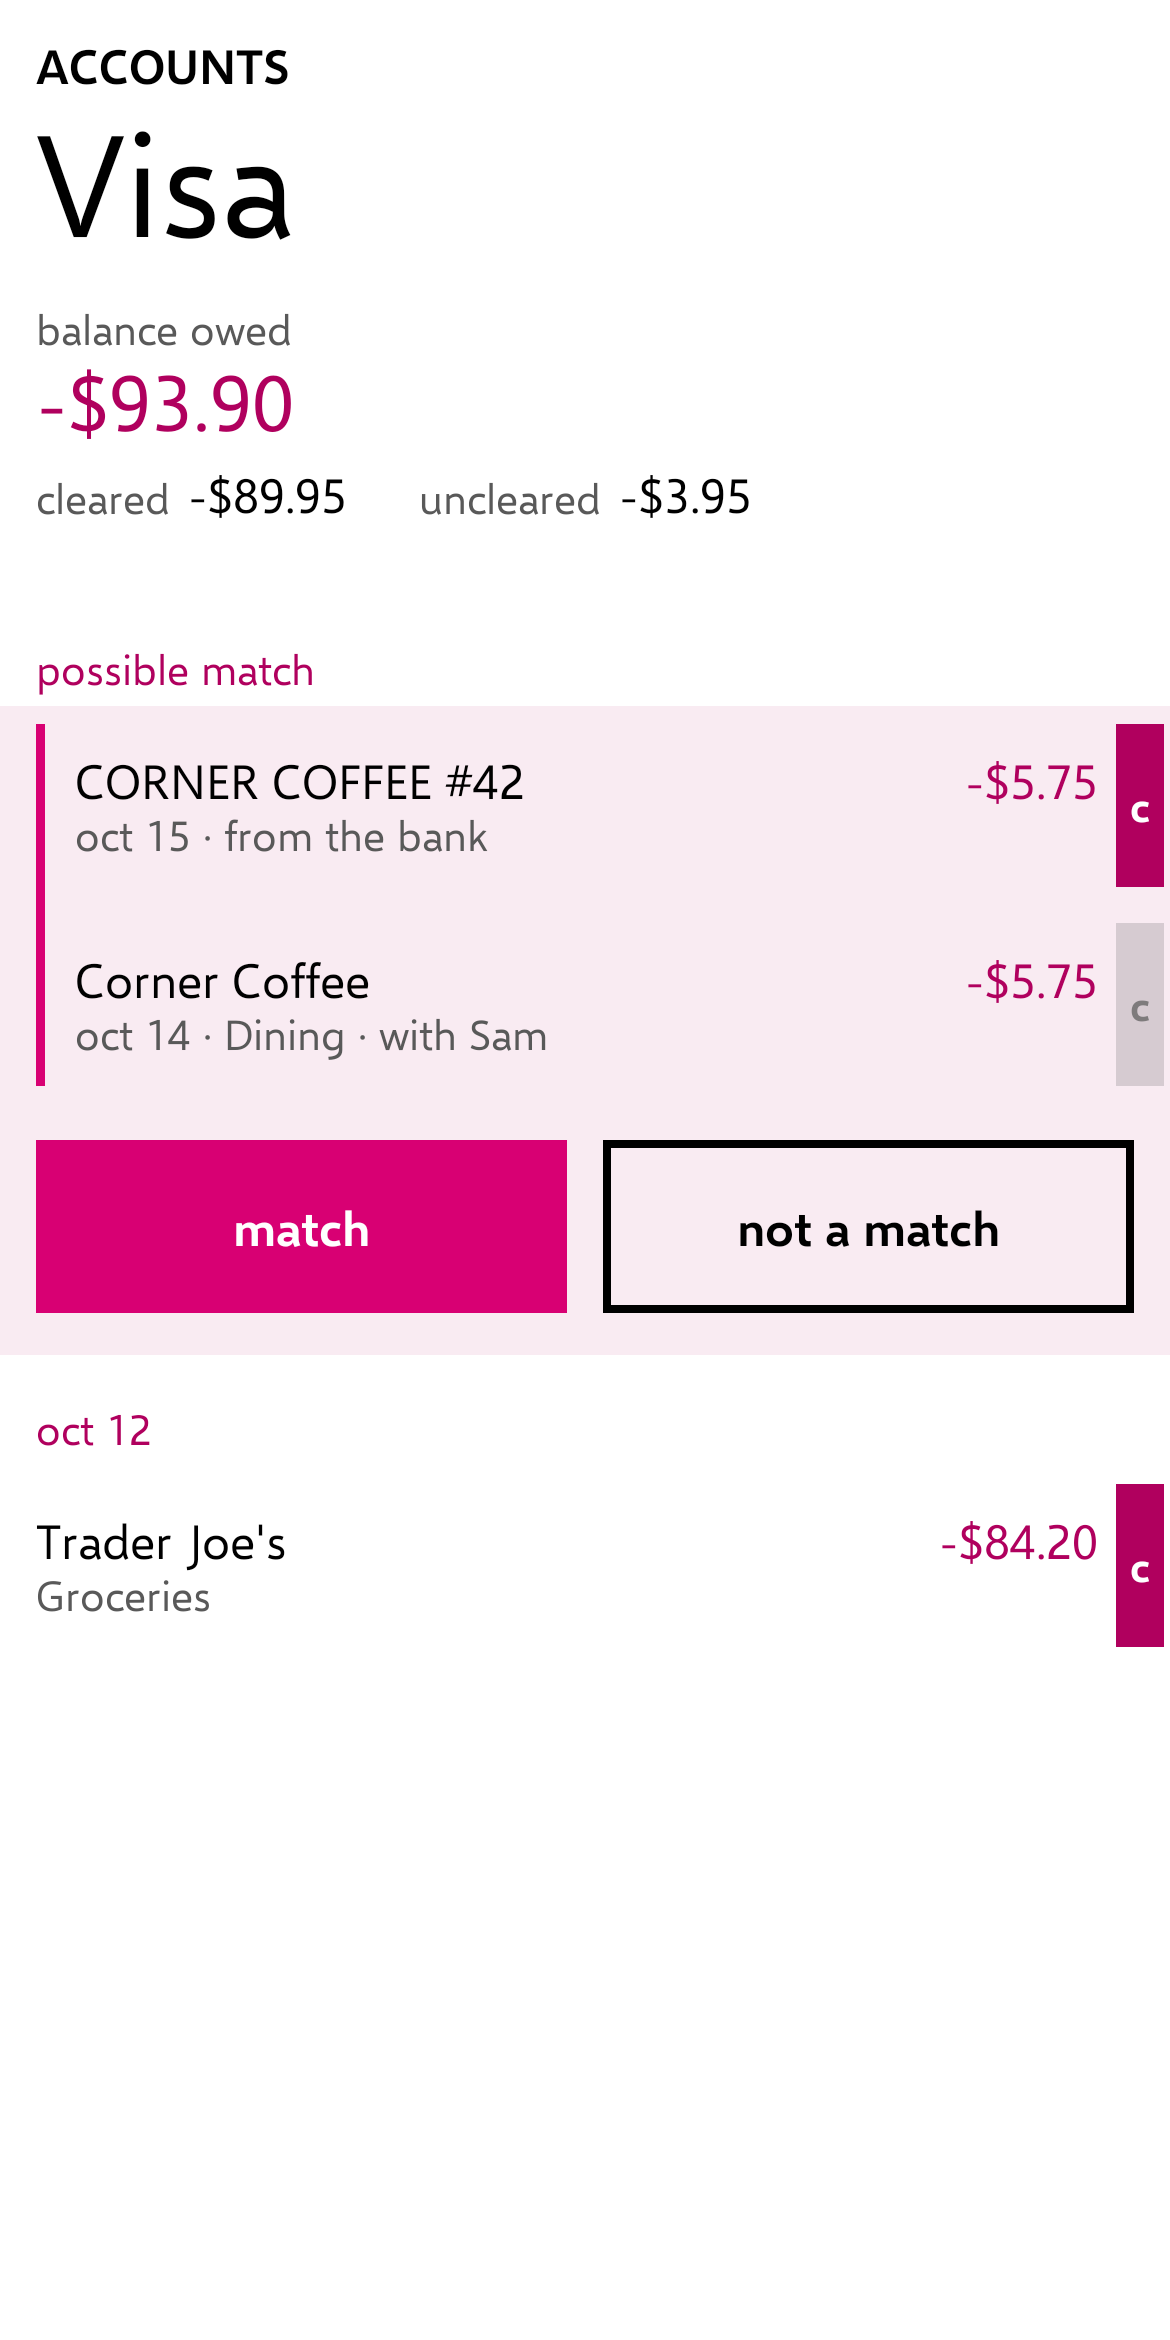 ACCOUNTS
Visa
balance owed
-$93.90
cleared -$89.95 uncleared -$3.95
possible match
CORNER COFFEE #42 -$5.75 c
oct 15 · from the bank
Corner Coffee -$5.75 c
oct 14 · Dining · with Sam
match not a match
oct 12
Trader Joe's -$84.20 c
Groceries